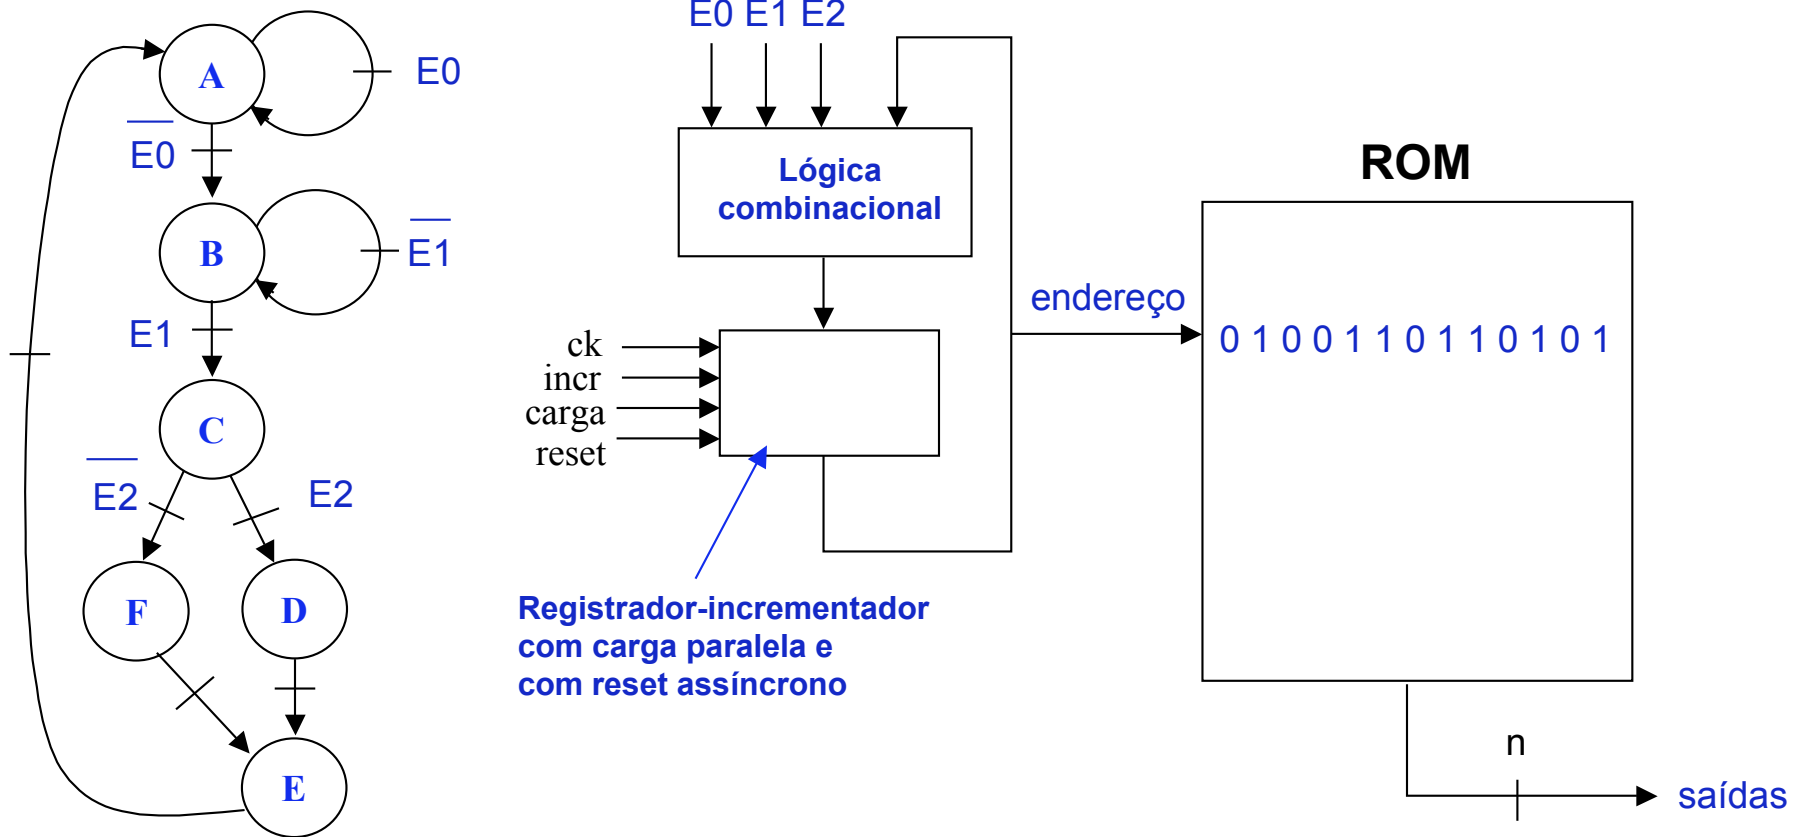 A
E0
E0
B
E1
E1
C
E2
E2
F
D
E
E0 E1 E2
Lógica
combinacional
ck
incr
carga
reset
Registrador-incrementador
com carga paralela e
com reset assíncrono
endereço
ROM
0 1 0 0 1 1 0 1 1 0 1 0 1
n
saídas